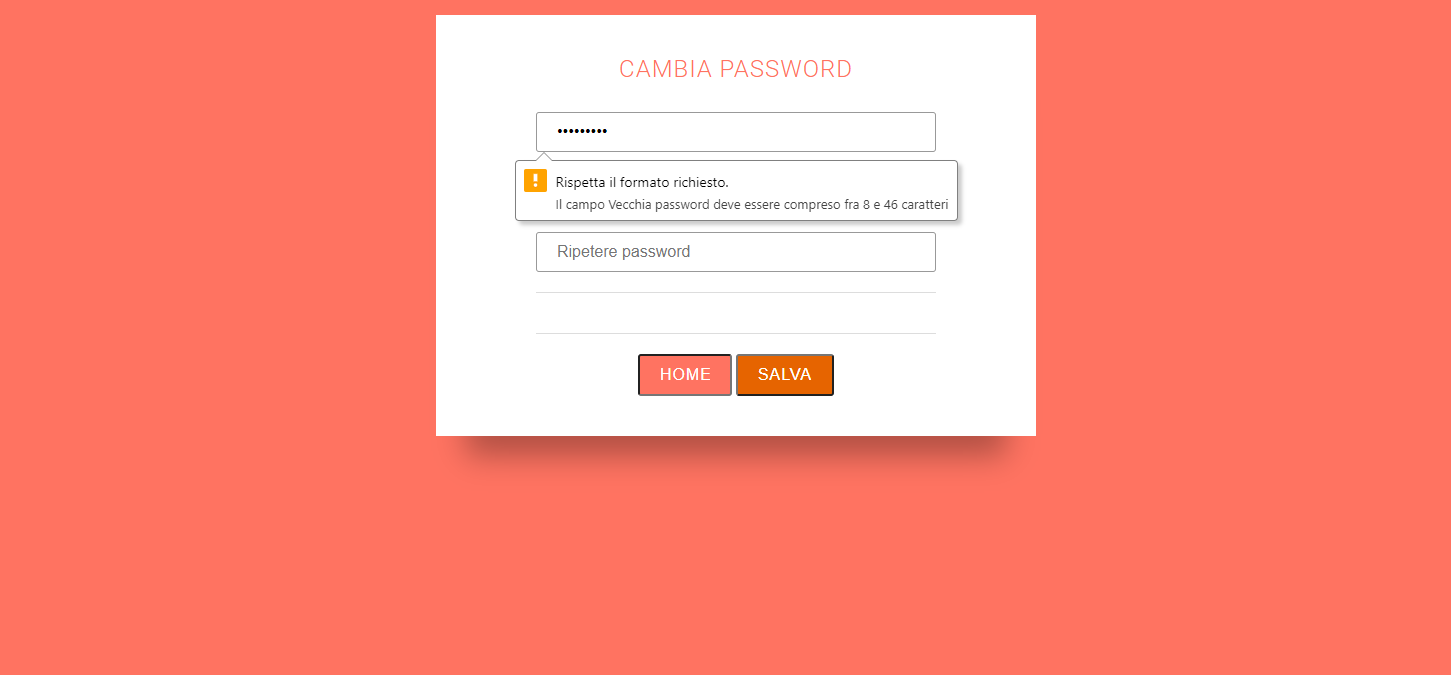 CAMBIA PASSWORD
•••••••••
Rispetta il formato richiesto.
Il campo Vecchia password deve essere compreso fra 8 e 46 caratteri
Ripetere password
HOME SALVA